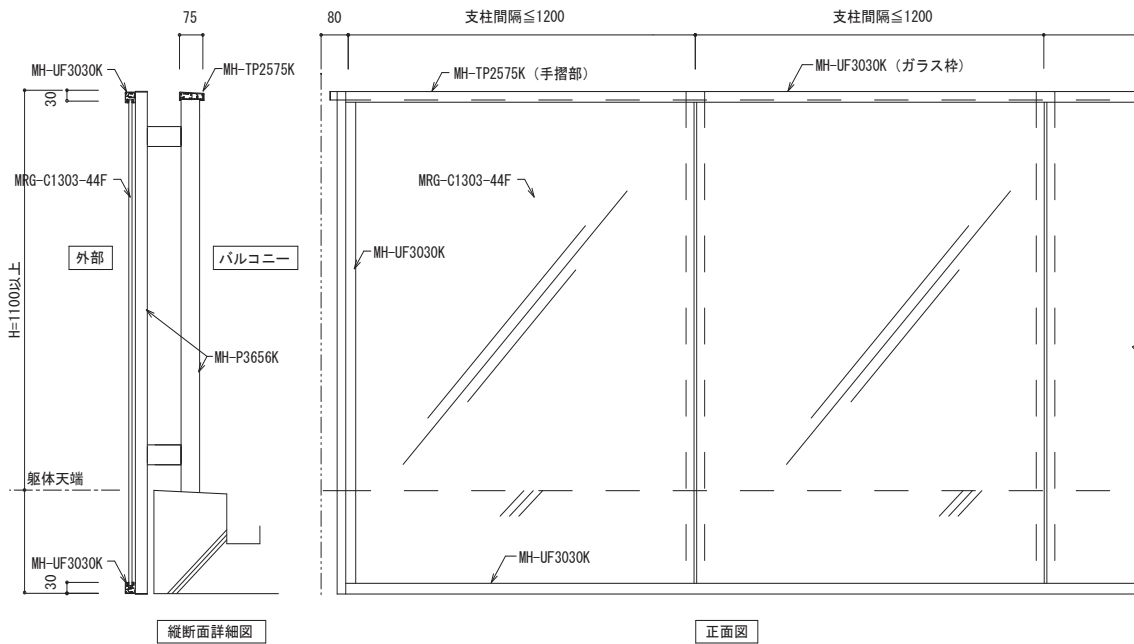 75
80
支柱間隔≦1200
支柱間隔≦1200
MH-UF3030K
MH-TP2575K
MH-TP2575K（手摺部）
MH-UF3030K（ガラス枠）
30
MRG-C1303-44F
MRG-C1303-44F
外部
バルコニー
MH-UF3030K
H=1100以上
MH-P3656K
躯体天端
MH-UF3030K
MH-UF3030K
30
縦断面詳細図
正面図